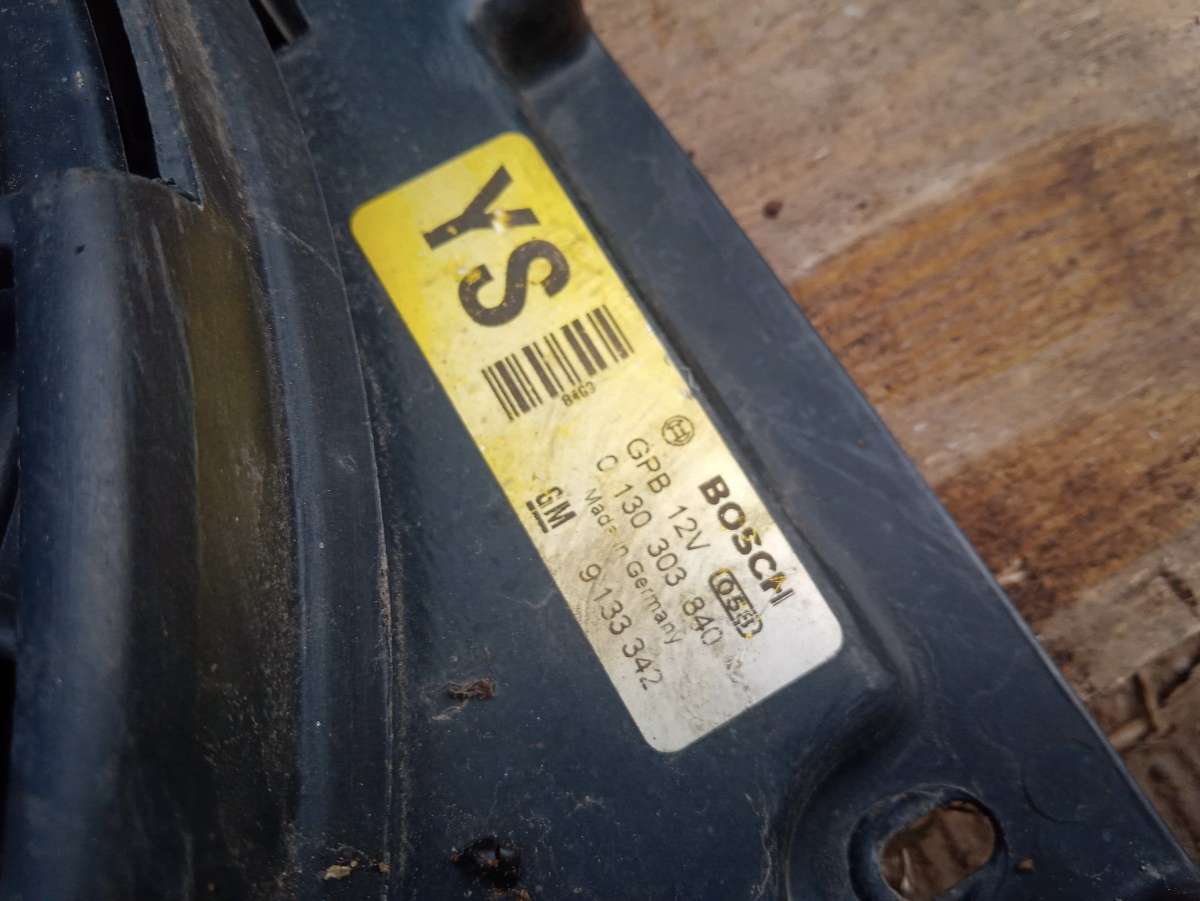 YS
8469
BOSCH
GPB 12V
0 130 303 840
Made in Germany
GM
9 133 342